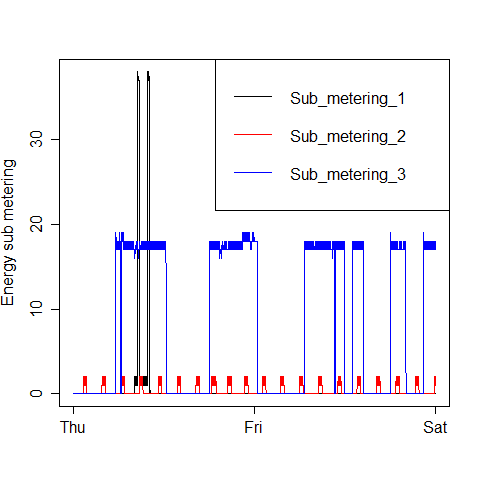 Sub_metering_1
Sub_metering_2
Sub_metering_3
Energy sub metering
30
20
10
0
Thu Fri Sat